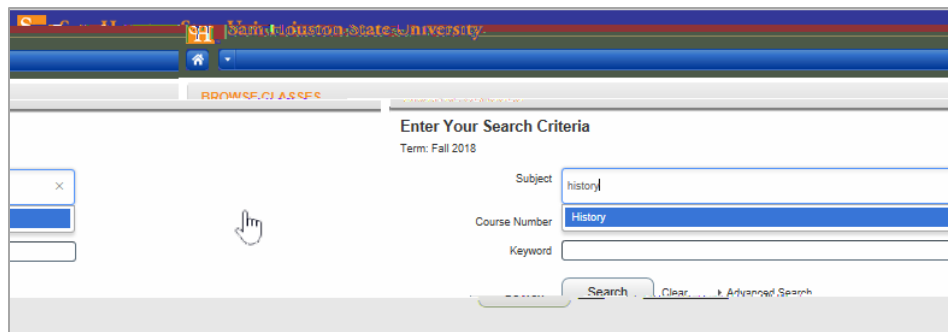 Sam Houston State University
BROWSE CLASSES
Enter Your Search Criteria
Term: Fall 2018
Subject
history
Course Number
History
Keyword
Search
Clear
Advanced Search